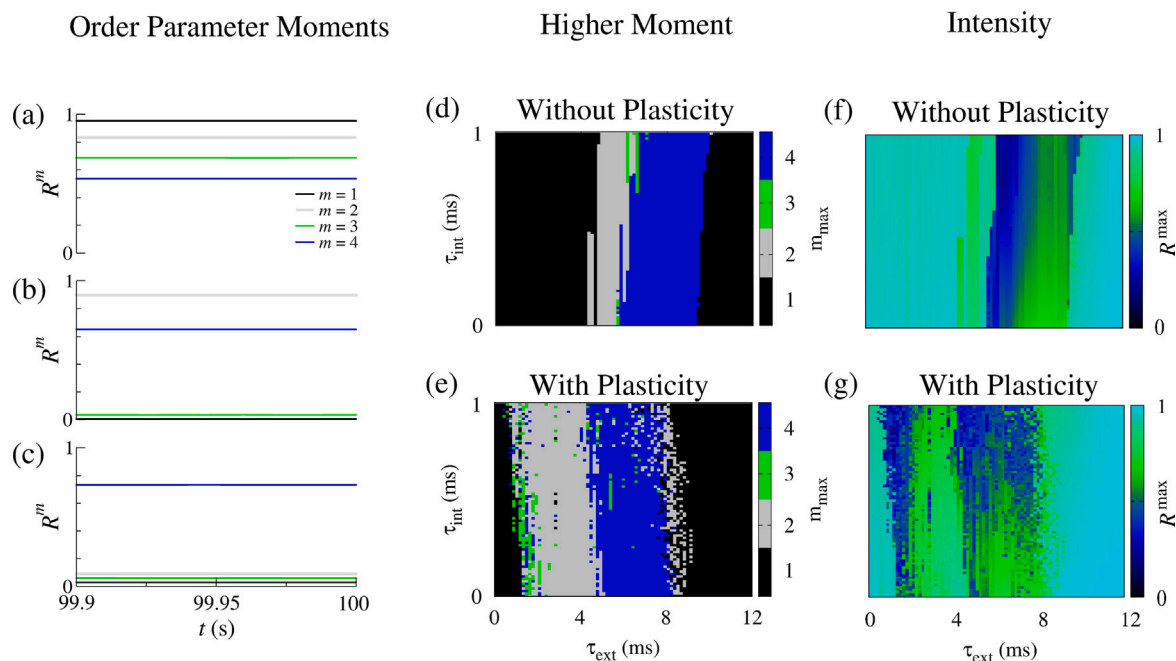 Order Parameter Moments
Higher Moment
Intensity
(a)
1
R^m
0
m = 1
m = 2
m = 3
m = 4
(b)
1
R^m
0
(c)
1
R^m
0
99.9 99.95 100
t (s)
(d)
Without Plasticity
1
τ_int (ms)
0
4
3
2
1
m_max
(e)
With Plasticity
1
τ_int (ms)
0
0 2 4 6 8 10 12
τ_ext (ms)
4
3
2
1
m_max
(f)
Without Plasticity
1
0
R^max
(g)
With Plasticity
0 4 8 12
τ_ext (ms)
1
0
R^max